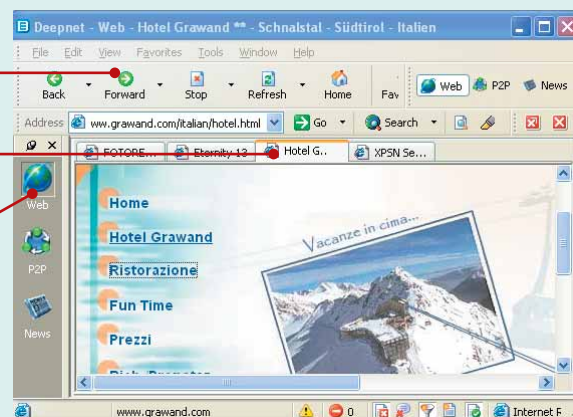 Deepnet - Web - Hotel Grawand ** - Schnalstal - Südtirol - Italien
File Edit View Favorites Tools Window Help
Back Forward Stop Refresh Home Fav Web P2P News
Address www.grawand.com/italian/hotel.html Go Search
FOTORE... Eternity 13 Hotel G.. XPSN Se...
Web
P2P
News
Home
Hotel Grawand
Ristorazione
Fun Time
Prezzi
Vacanze in cima...
www.grawand.com 0 Internet F